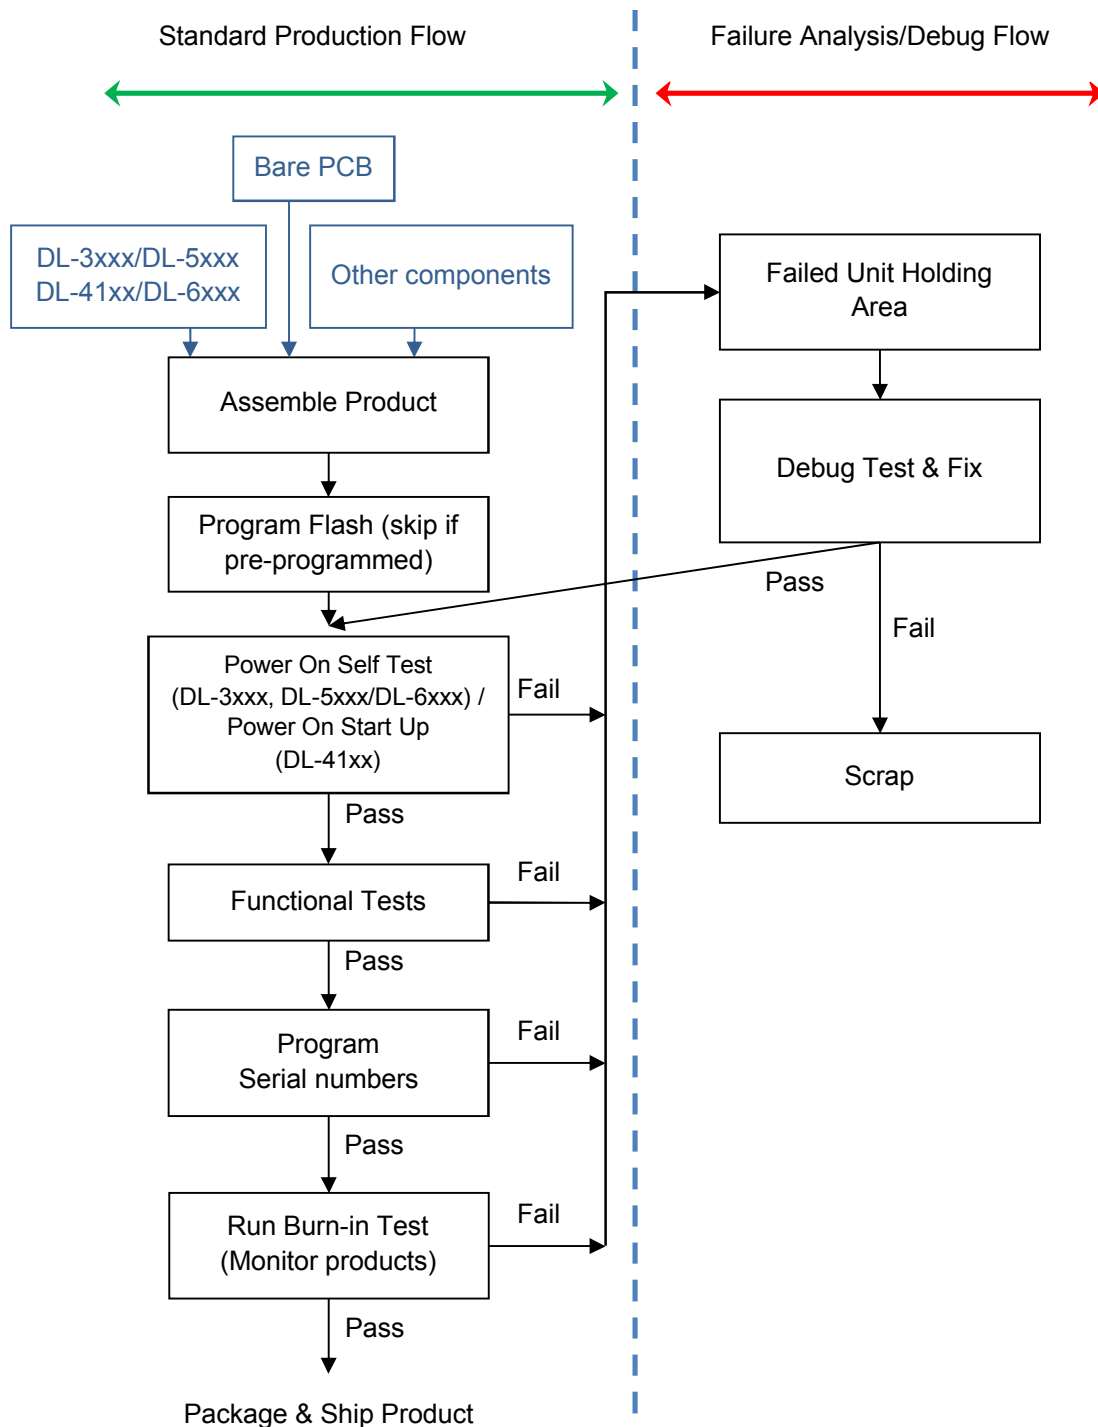 Standard Production Flow
Failure Analysis/Debug Flow
Bare PCB
DL-3xxx/DL-5xxx
DL-41xx/DL-6xxx
Other components
Failed Unit Holding
Area
Assemble Product
Debug Test & Fix
Program Flash (skip if
pre-programmed)
Pass
Fail
Power On Self Test
(DL-3xxx, DL-5xxx/DL-6xxx) /
Power On Start Up
(DL-41xx)
Fail
Scrap
Pass
Functional Tests
Fail
Pass
Program
Serial numbers
Fail
Pass
Run Burn-in Test
(Monitor products)
Fail
Pass
Package & Ship Product